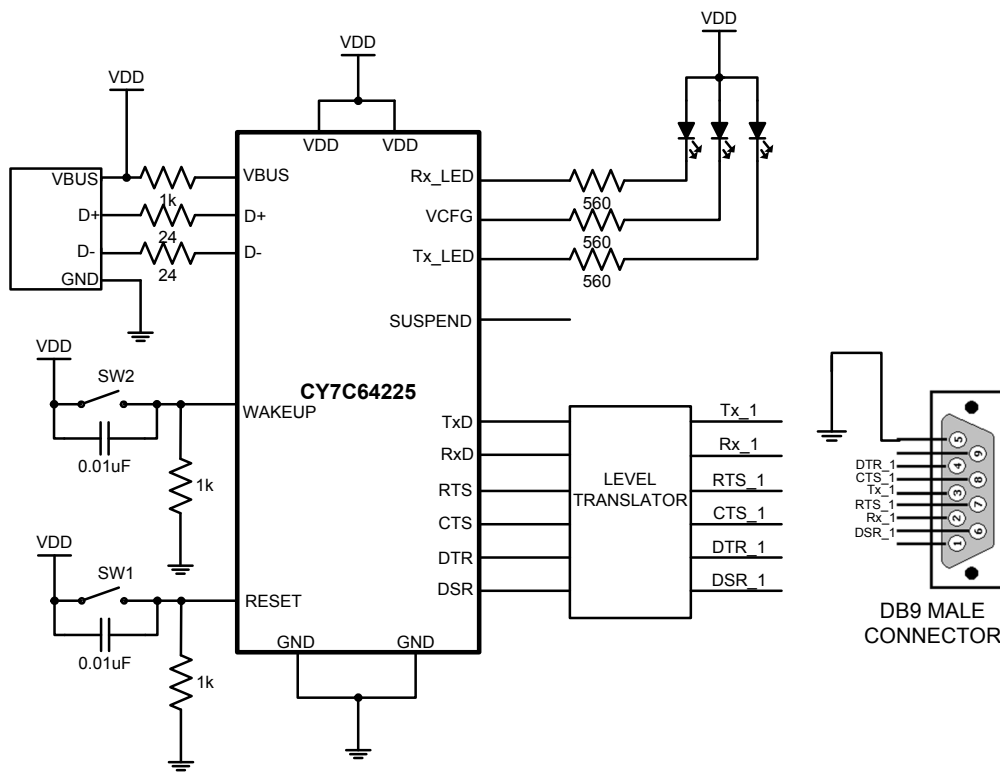 VDD
VDD
VDD
VDD
VDD
VBUS
1k
VBUS
D+
24
D+
D-
24
D-
GND
Rx_LED
560
VCFG
560
Tx_LED
560
SUSPEND
VDD
SW2
WAKEUP
0.01uF
1k
CY7C64225
TxD
RxD
RTS
CTS
DTR
DSR
LEVEL
TRANSLATOR
Tx_1
Rx_1
RTS_1
CTS_1
DTR_1
DSR_1
VDD
SW1
RESET
0.01uF
1k
GND
GND
5
9
DTR_1
4
CTS_1
8
Tx_1
3
RTS_1
7
Rx_1
2
DSR_1
6
1
DB9 MALE
CONNECTOR